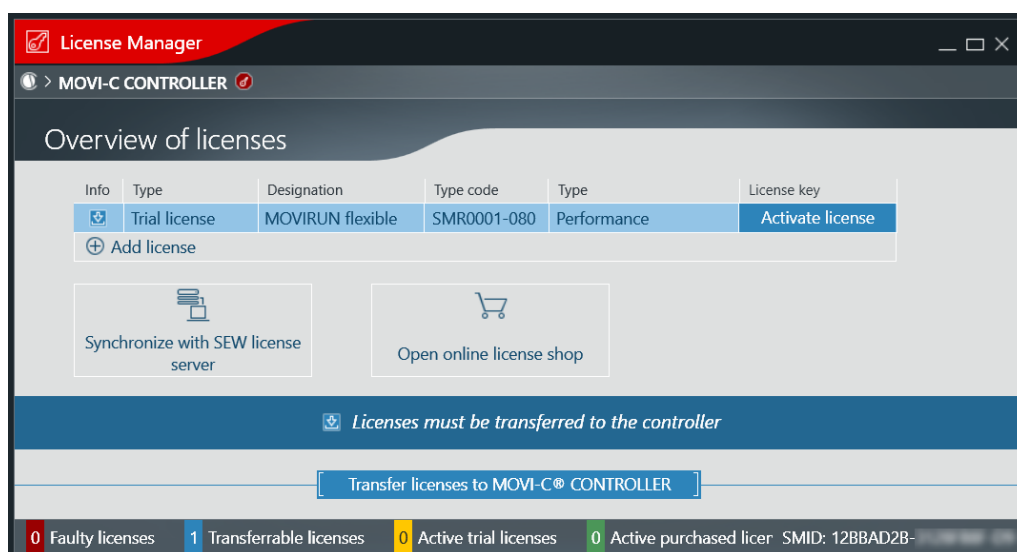 License Manager
> MOVI-C CONTROLLER
Overview of licenses
Info Type Designation Type code Type License key
Trial license MOVIRUN flexible SMR0001-080 Performance Activate license
Add license
Synchronize with SEW license
server
Open online license shop
Licenses must be transferred to the controller
Transfer licenses to MOVI-C® CONTROLLER
0 Faulty licenses 1 Transferrable licenses 0 Active trial licenses 0 Active purchased licer SMID: 12BBAD2B-